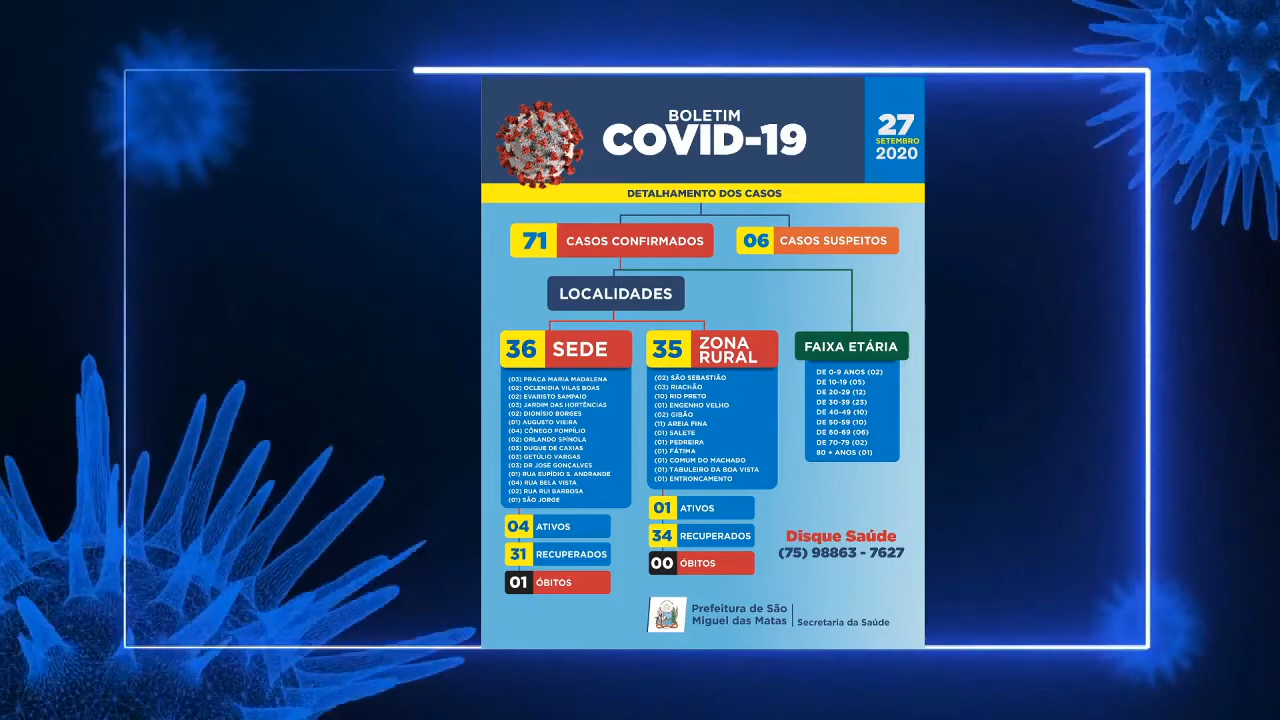 BOLETIM
COVID-19
27
SETEMBRO
2020
DETALHAMENTO DOS CASOS
71 CASOS CONFIRMADOS
06 CASOS SUSPEITOS
LOCALIDADES
36 SEDE
(03) PRAÇA MARIA MADALENA
(02) OCLENIDIA VILAS BOAS
(02) EVARISTO SAMPAIO
(03) JARDIM DAS HORTÊNCIAS
(02) DIONÍSIO BORGES
(01) AUGUSTO VIEIRA
(04) CÔNEGO POMPÍLIO
(02) ORLANDO SPÍNOLA
(03) DUQUE DE CAXIAS
(03) GETÚLIO VARGAS
(03) DR JOSÉ GONÇALVES
(01) RUA EUPÍDIO S. ANDRANDE
(04) RUA BELA VISTA
(02) RUA RUI BARBOSA
(01) SÃO JORGE
04 ATIVOS
31 RECUPERADOS
01 ÓBITOS
35 ZONA
RURAL
(02) SÃO SEBASTIÃO
(03) RIACHÃO
(10) RIO PRETO
(01) ENGENHO VELHO
(02) GIBÃO
(11) AREIA FINA
(01) SALETE
(01) PEDREIRA
(01) FÁTIMA
(01) COMUM DO MACHADO
(01) TABULEIRO DA BOA VISTA
(01) ENTRONCAMENTO
01 ATIVOS
34 RECUPERADOS
00 ÓBITOS
FAIXA ETÁRIA
DE 0-9 ANOS (02)
DE 10-19 (05)
DE 20-29 (12)
DE 30-39 (23)
DE 40-49 (10)
DE 50-59 (10)
DE 60-69 (06)
DE 70-79 (02)
80 + ANOS (01)
Disque Saúde
(75) 98863 - 7627
Prefeitura de São
Miguel das Matas
Secretaria da Saúde